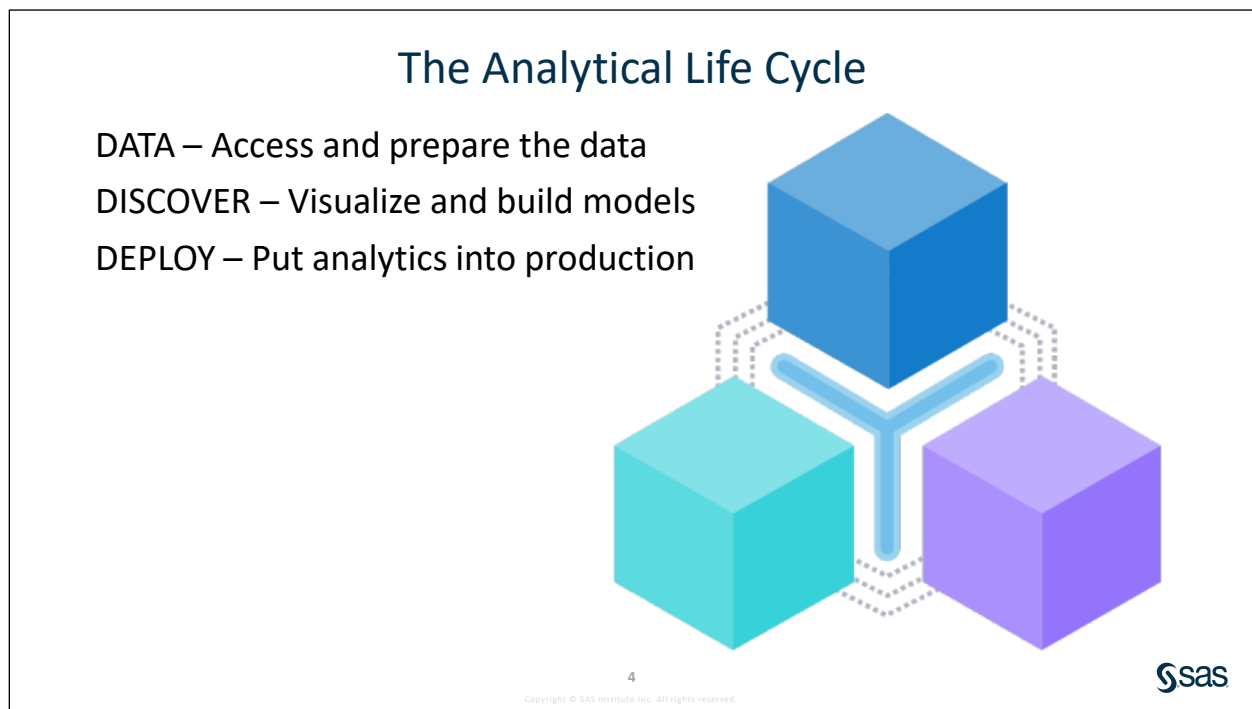 The Analytical Life Cycle
DATA – Access and prepare the data
DISCOVER – Visualize and build models
DEPLOY – Put analytics into production
4
Copyright © SAS Institute Inc. All rights reserved.
sas